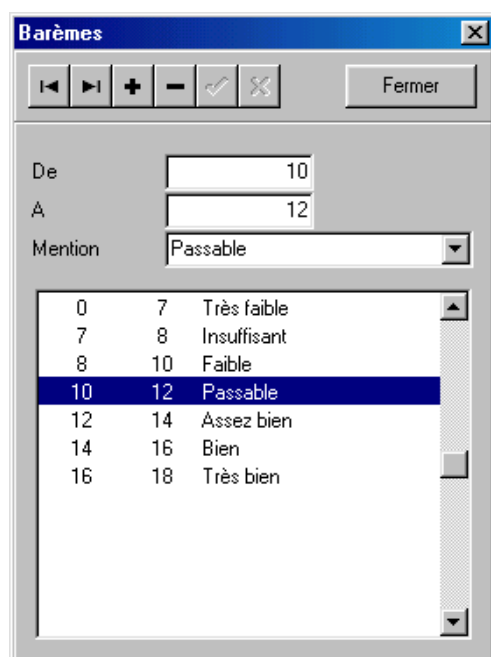 Barèmes
Fermer
De 10
A 12
Mention Passable
0 7 Très faible
7 8 Insuffisant
8 10 Faible
10 12 Passable
12 14 Assez bien
14 16 Bien
16 18 Très bien